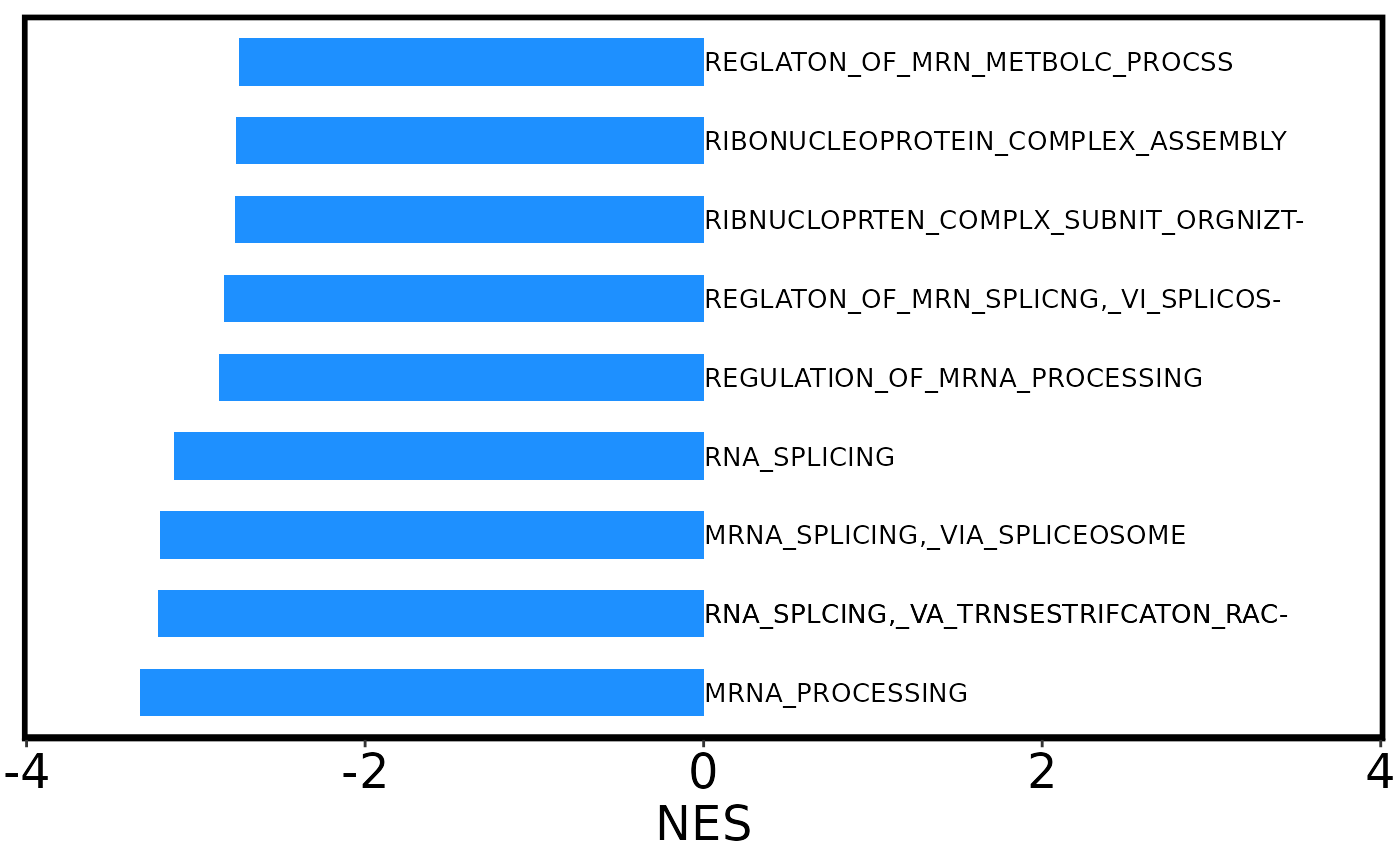 REGLATON_OF_MRN_METBOLC_PROCSS
RIBONUCLEOPROTEIN_COMPLEX_ASSEMBLY
RIBNUCLOPRTEN_COMPLX_SUBNIT_ORGNIZT-
REGLATON_OF_MRN_SPLICNG,_VI_SPLICOS-
REGULATION_OF_MRNA_PROCESSING
RNA_SPLICING
MRNA_SPLICING,_VIA_SPLICEOSOME
RNA_SPLCING,_VA_TRNSESTRIFCATON_RAC-
MRNA_PROCESSING
-4 -2 0 2 4
NES